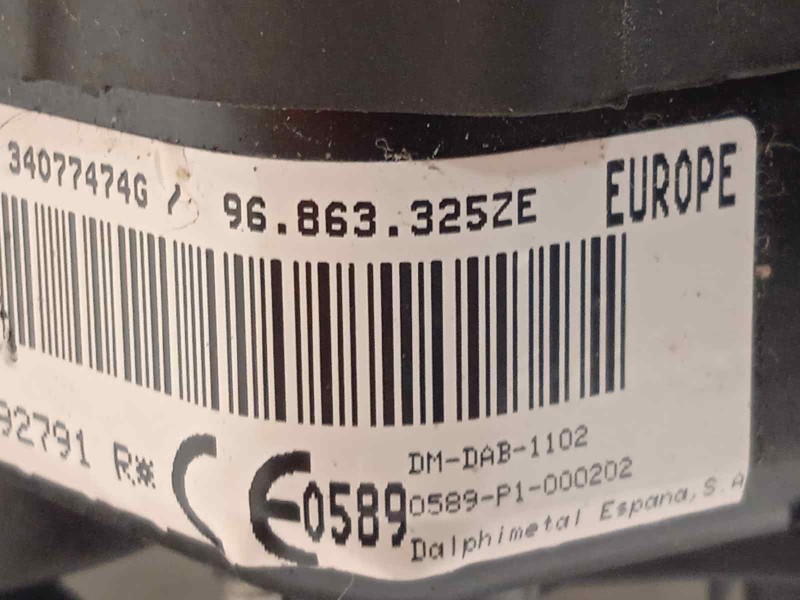 34077474G / 96.863.325ZE EUROPE
92791 R* CE 0589
DM-DAB-1102
0589-P1-000202
Dalphimetal Espana, S.A